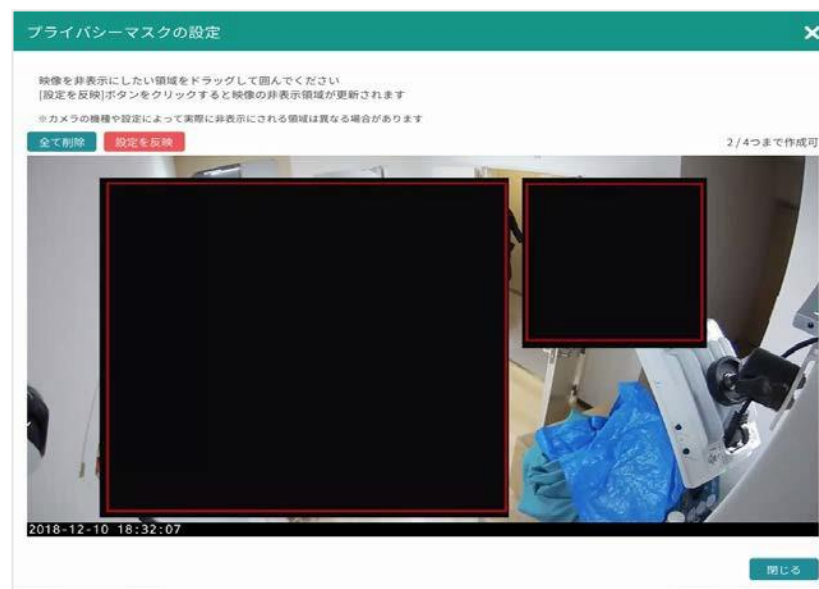 プライバシーマスクの設定
映像を非表示にしたい領域をドラッグして囲んでください
[設定を反映]ボタンをクリックすると映像の非表示領域が更新されます
※カメラの機種や設定によって実際に非表示にされる領域は異なる場合があります
全て削除 設定を反映 2/4つまで作成可
2018-12-10 18:32:07
閉じる